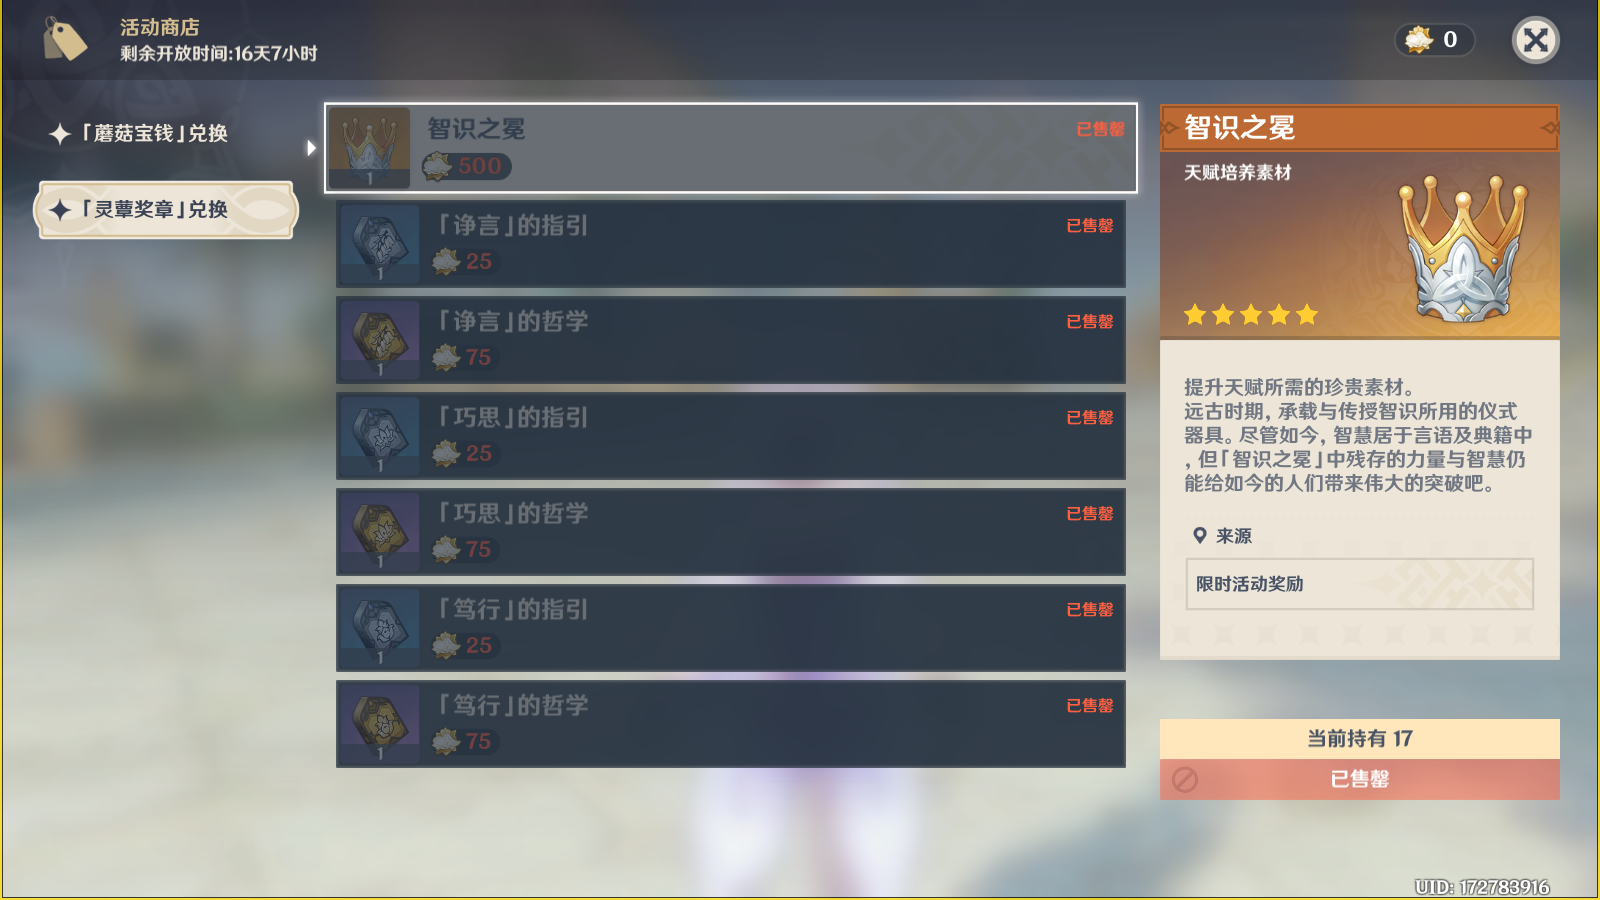 活动商店
剩余开放时间:16天7小时
0
「蘑菇宝钱」兑换
「灵蕈奖章」兑换
智识之冕
已售罄
1
500
「诤言」的指引
已售罄
1
25
「诤言」的哲学
已售罄
1
75
「巧思」的指引
已售罄
1
25
「巧思」的哲学
已售罄
1
75
「笃行」的指引
已售罄
1
25
「笃行」的哲学
已售罄
1
75
智识之冕
天赋培养素材
提升天赋所需的珍贵素材。
远古时期,承载与传授智识所用的仪式
器具。尽管如今,智慧居于言语及典籍中
,但「智识之冕」中残存的力量与智慧仍
能给如今的人们带来伟大的突破吧。
来源
限时活动奖励
当前持有 17
已售罄
UID: 172783916